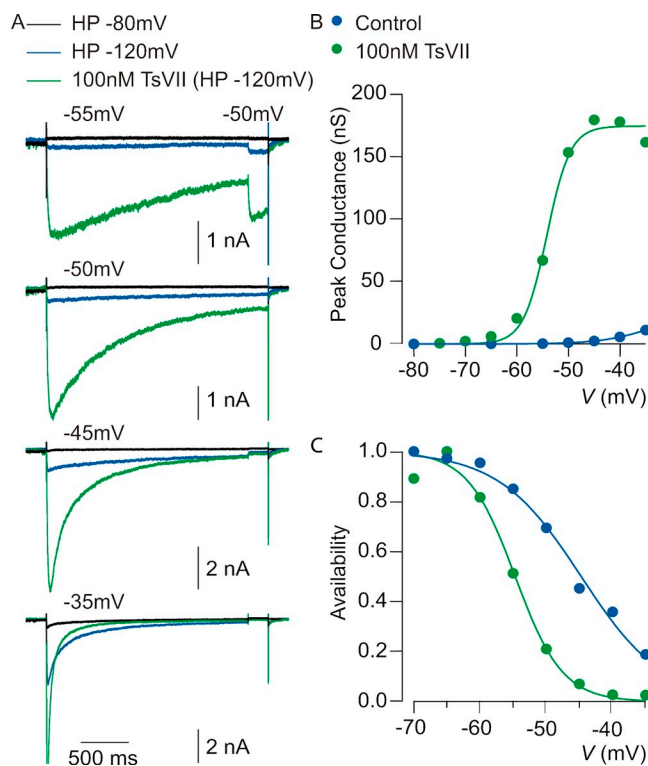 A
HP -80mV
HP -120mV
100nM TsVII (HP -120mV)
-55mV -50mV
1 nA
-50mV
1 nA
-45mV
2 nA
-35mV
500 ms
2 nA
B
Control
100nM TsVII
Peak Conductance (nS)
200
150
100
50
0
-80 -70 -60 -50 -40
V (mV)
C
Availability
1.0
0.8
0.6
0.4
0.2
0.0
-70 -60 -50 -40
V (mV)